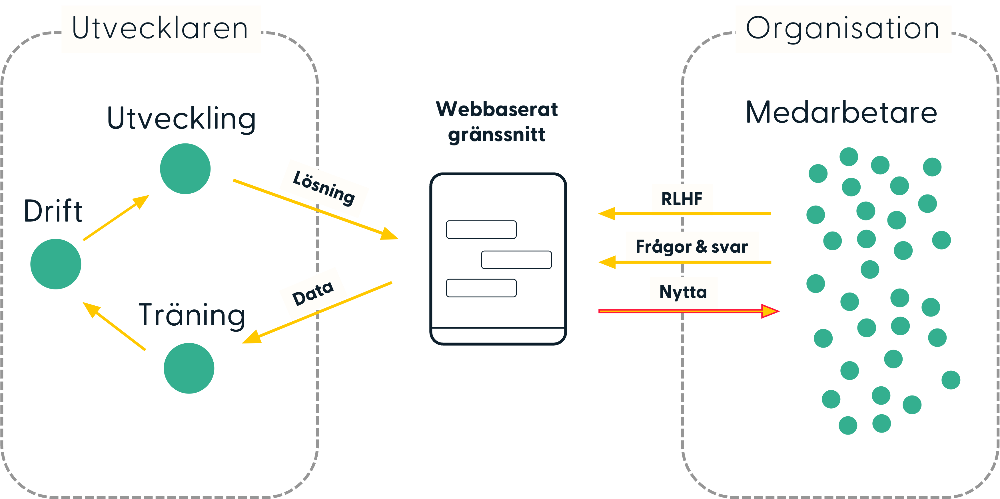 Utvecklaren
Utveckling
Drift
Träning
Lösning
Data
Webbaserat
gränssnitt
RLHF
Frågor & svar
Nytta
Organisation
Medarbetare